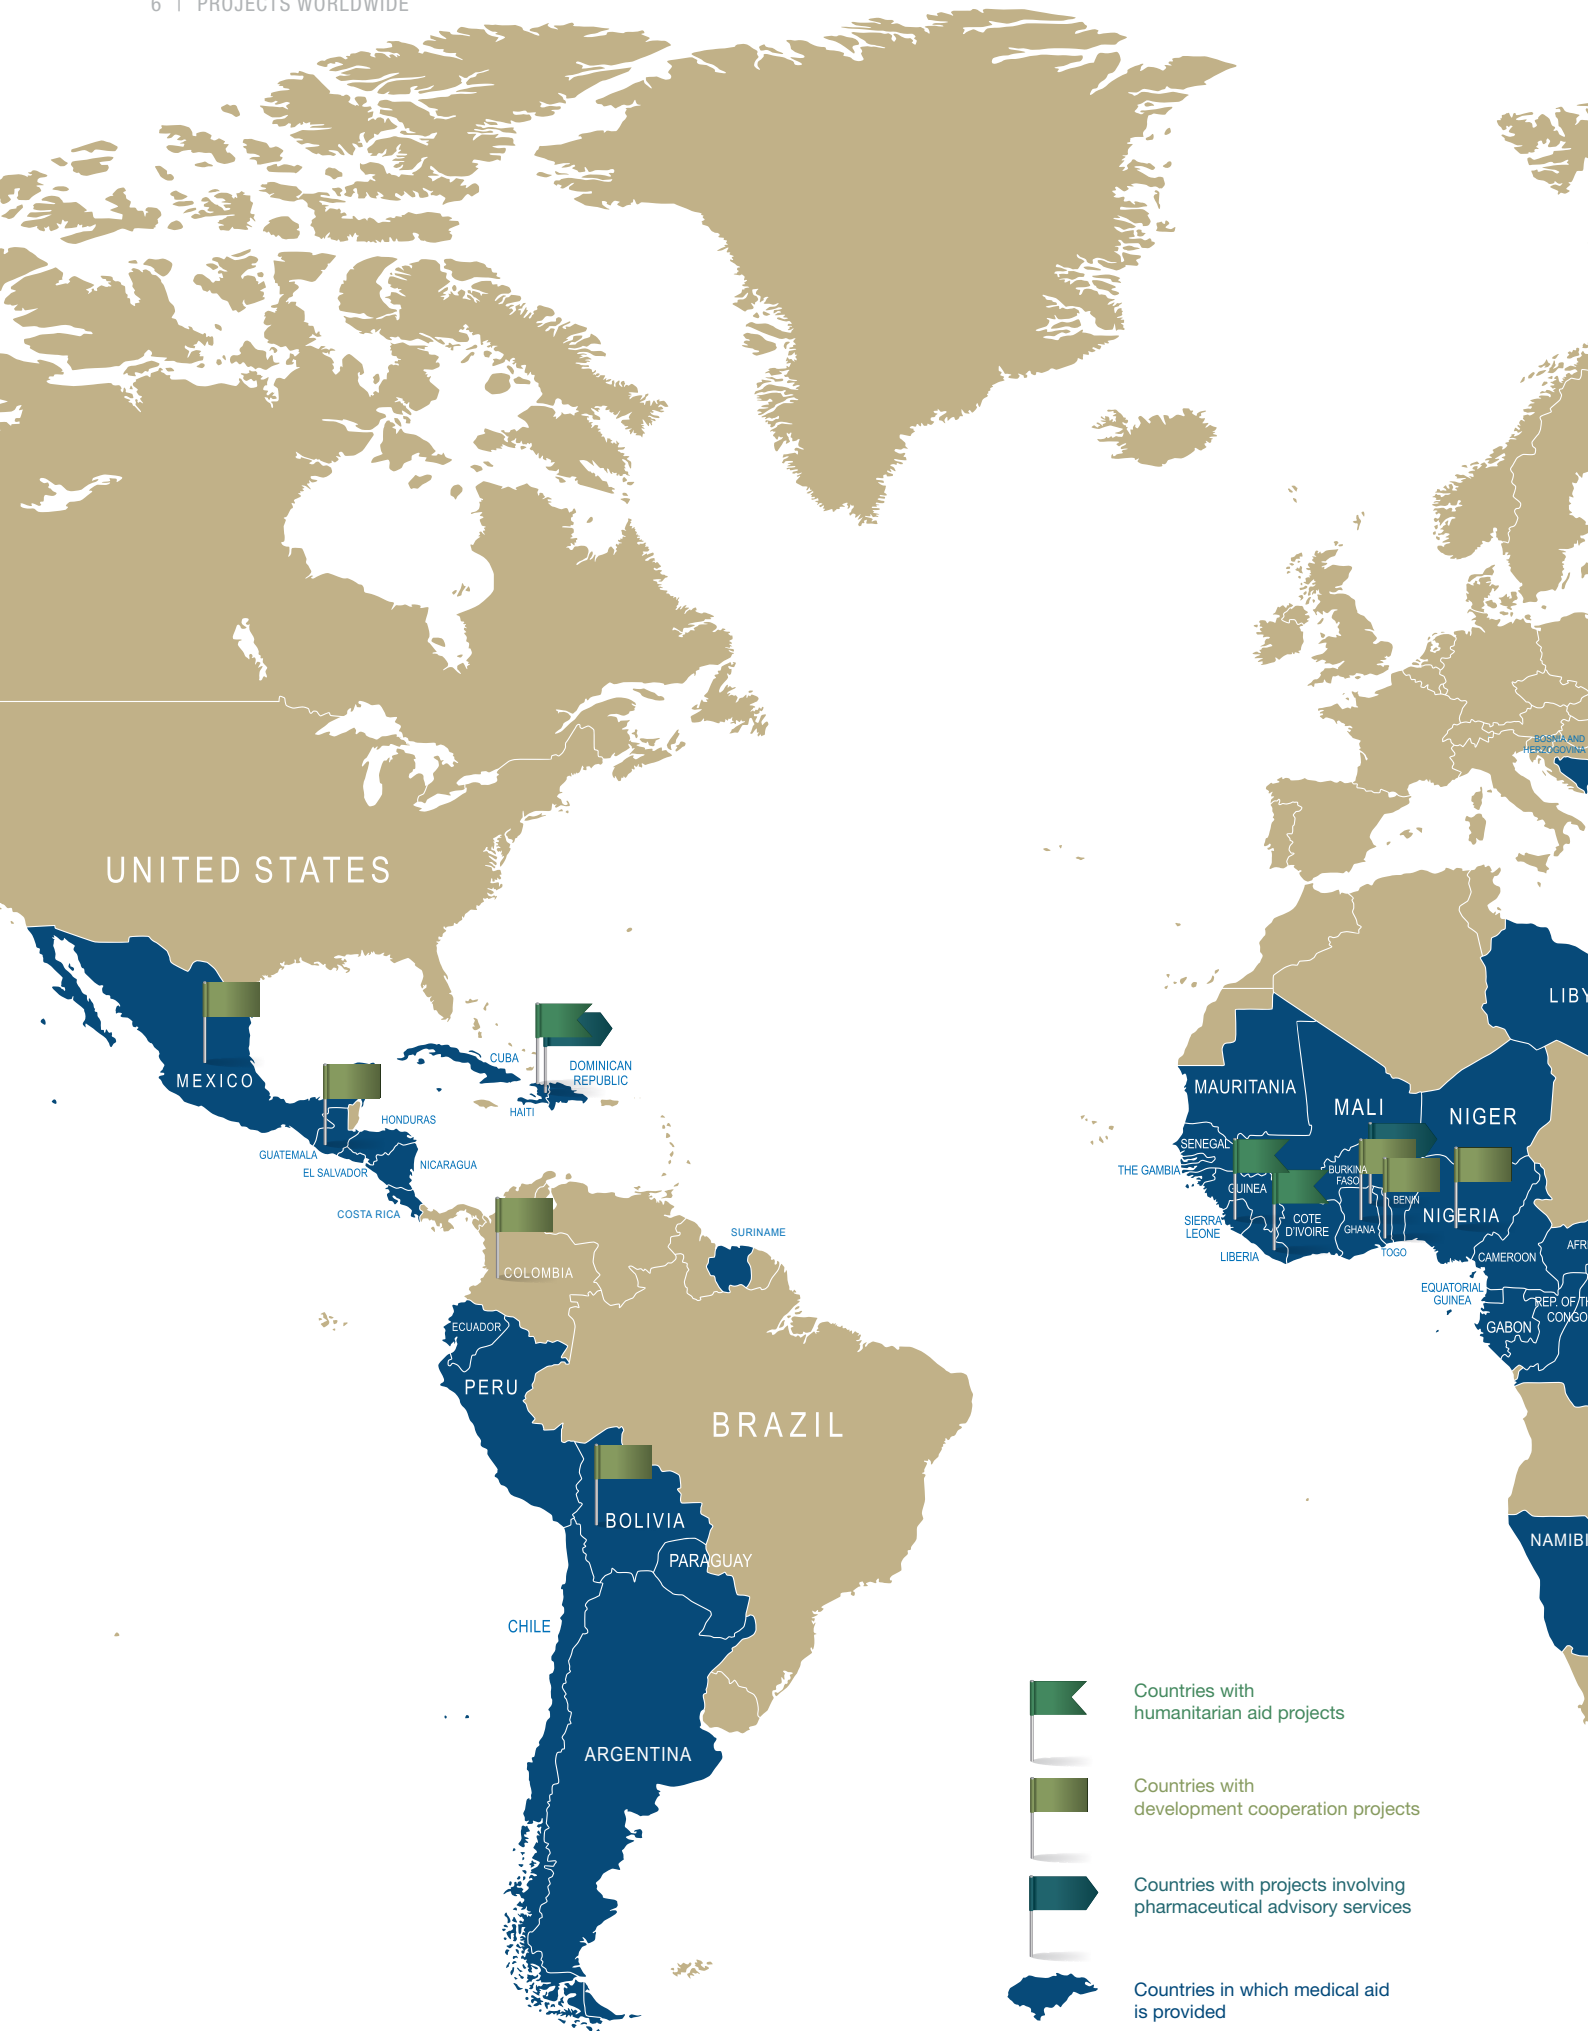 6 | PROJECTS WORLDWIDE
BOSNIA AND
HERZOGOVINA
UNITED STATES
LIBY
CUBA
DOMINICAN
REPUBLIC
MEXICO
MAURITANIA
HAITI
MALI
NIGER
HONDURAS
SENEGAL
GUATEMALA
EL SALVADOR
NICARAGUA
THE GAMBIA
BURKINA
FASO
GUINEA
BENIN
COSTA RICA
SIERRA
LEONE
COTE
D'IVOIRE
GHANA
NIGERIA
SURINAME
LIBERIA
TOGO
CAMEROON
AFR
COLOMBIA
EQUATORIAL
GUINEA
REP. OF TH
CONGO
GABON
ECUADOR
PERU
BRAZIL
BOLIVIA
NAMIBI
PARAGUAY
CHILE
ARGENTINA
Countries with
humanitarian aid projects
Countries with
development cooperation projects
Countries with projects involving
pharmaceutical advisory services
Countries in which medical aid
is provided